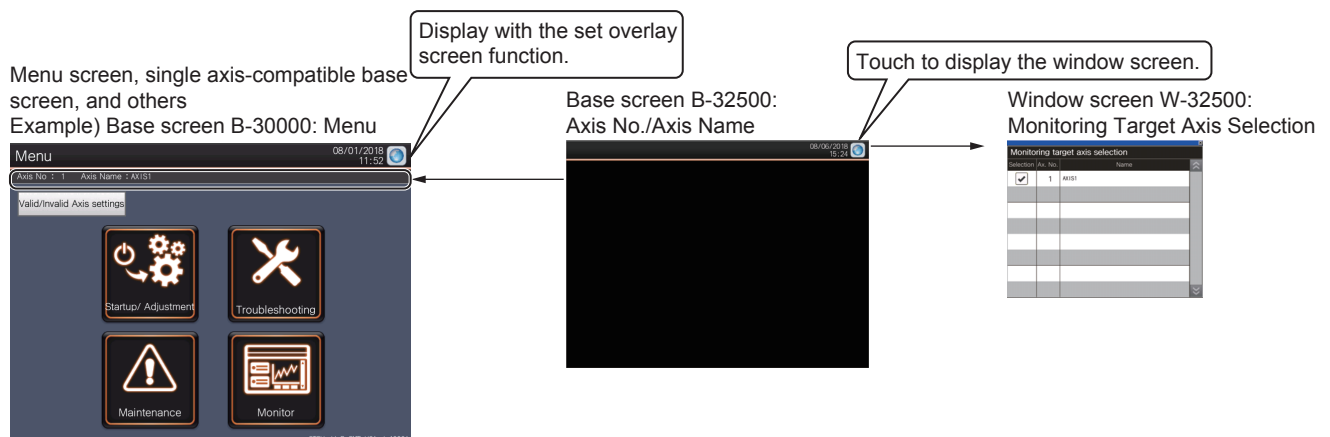 Display with the set overlay
screen function.
Touch to display the window screen.
Menu screen, single axis-compatible base
screen, and others
Example) Base screen B-30000: Menu
Base screen B-32500:
Axis No./Axis Name
Window screen W-32500:
Monitoring Target Axis Selection
Menu
08/01/2018
11:52
Axis No : 1 Axis Name : AXIS1
Valid/Invalid Axis settings
Startup/ Adjustment
Troubleshooting
Maintenance
Monitor
08/06/2018
15:24
Monitoring target axis selection
Selection Ax. No. Name
1 AXIS1